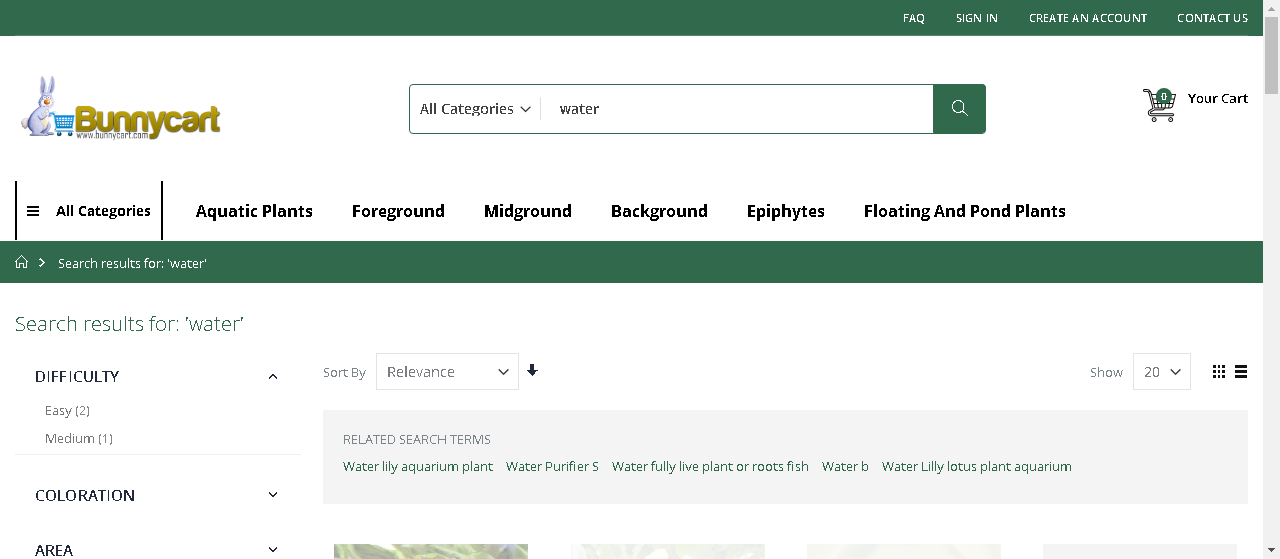 FAQ SIGN IN CREATE AN ACCOUNT CONTACT US
Bunnycart
www.bunnycart.com
All Categories water
0 Your Cart
All Categories Aquatic Plants Foreground Midground Background Epiphytes Floating And Pond Plants
Search results for: 'water'
Search results for: 'water'
DIFFICULTY
Easy (2)
Medium (1)
COLORATION
AREA
Sort By Relevance Show 20
RELATED SEARCH TERMS
Water lily aquarium plant Water Purifier S Water fully live plant or roots fish Water b Water Lilly lotus plant aquarium